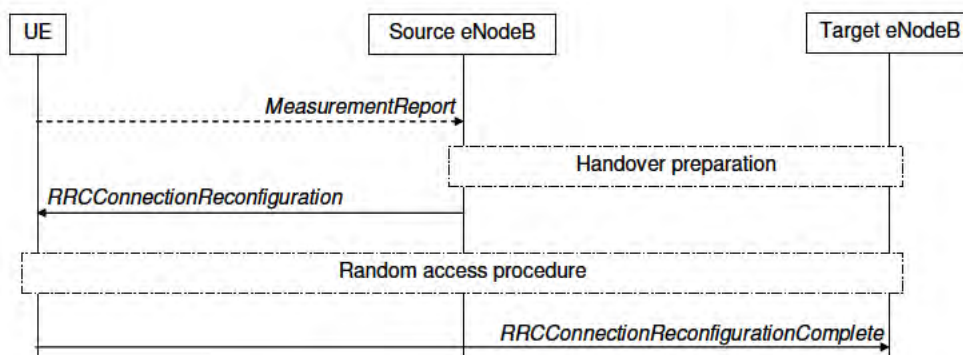 UE
Source eNodeB
Target eNodeB
MeasurementReport
Handover preparation
RRCConnectionReconfiguration
Random access procedure
RRCConnectionReconfigurationComplete